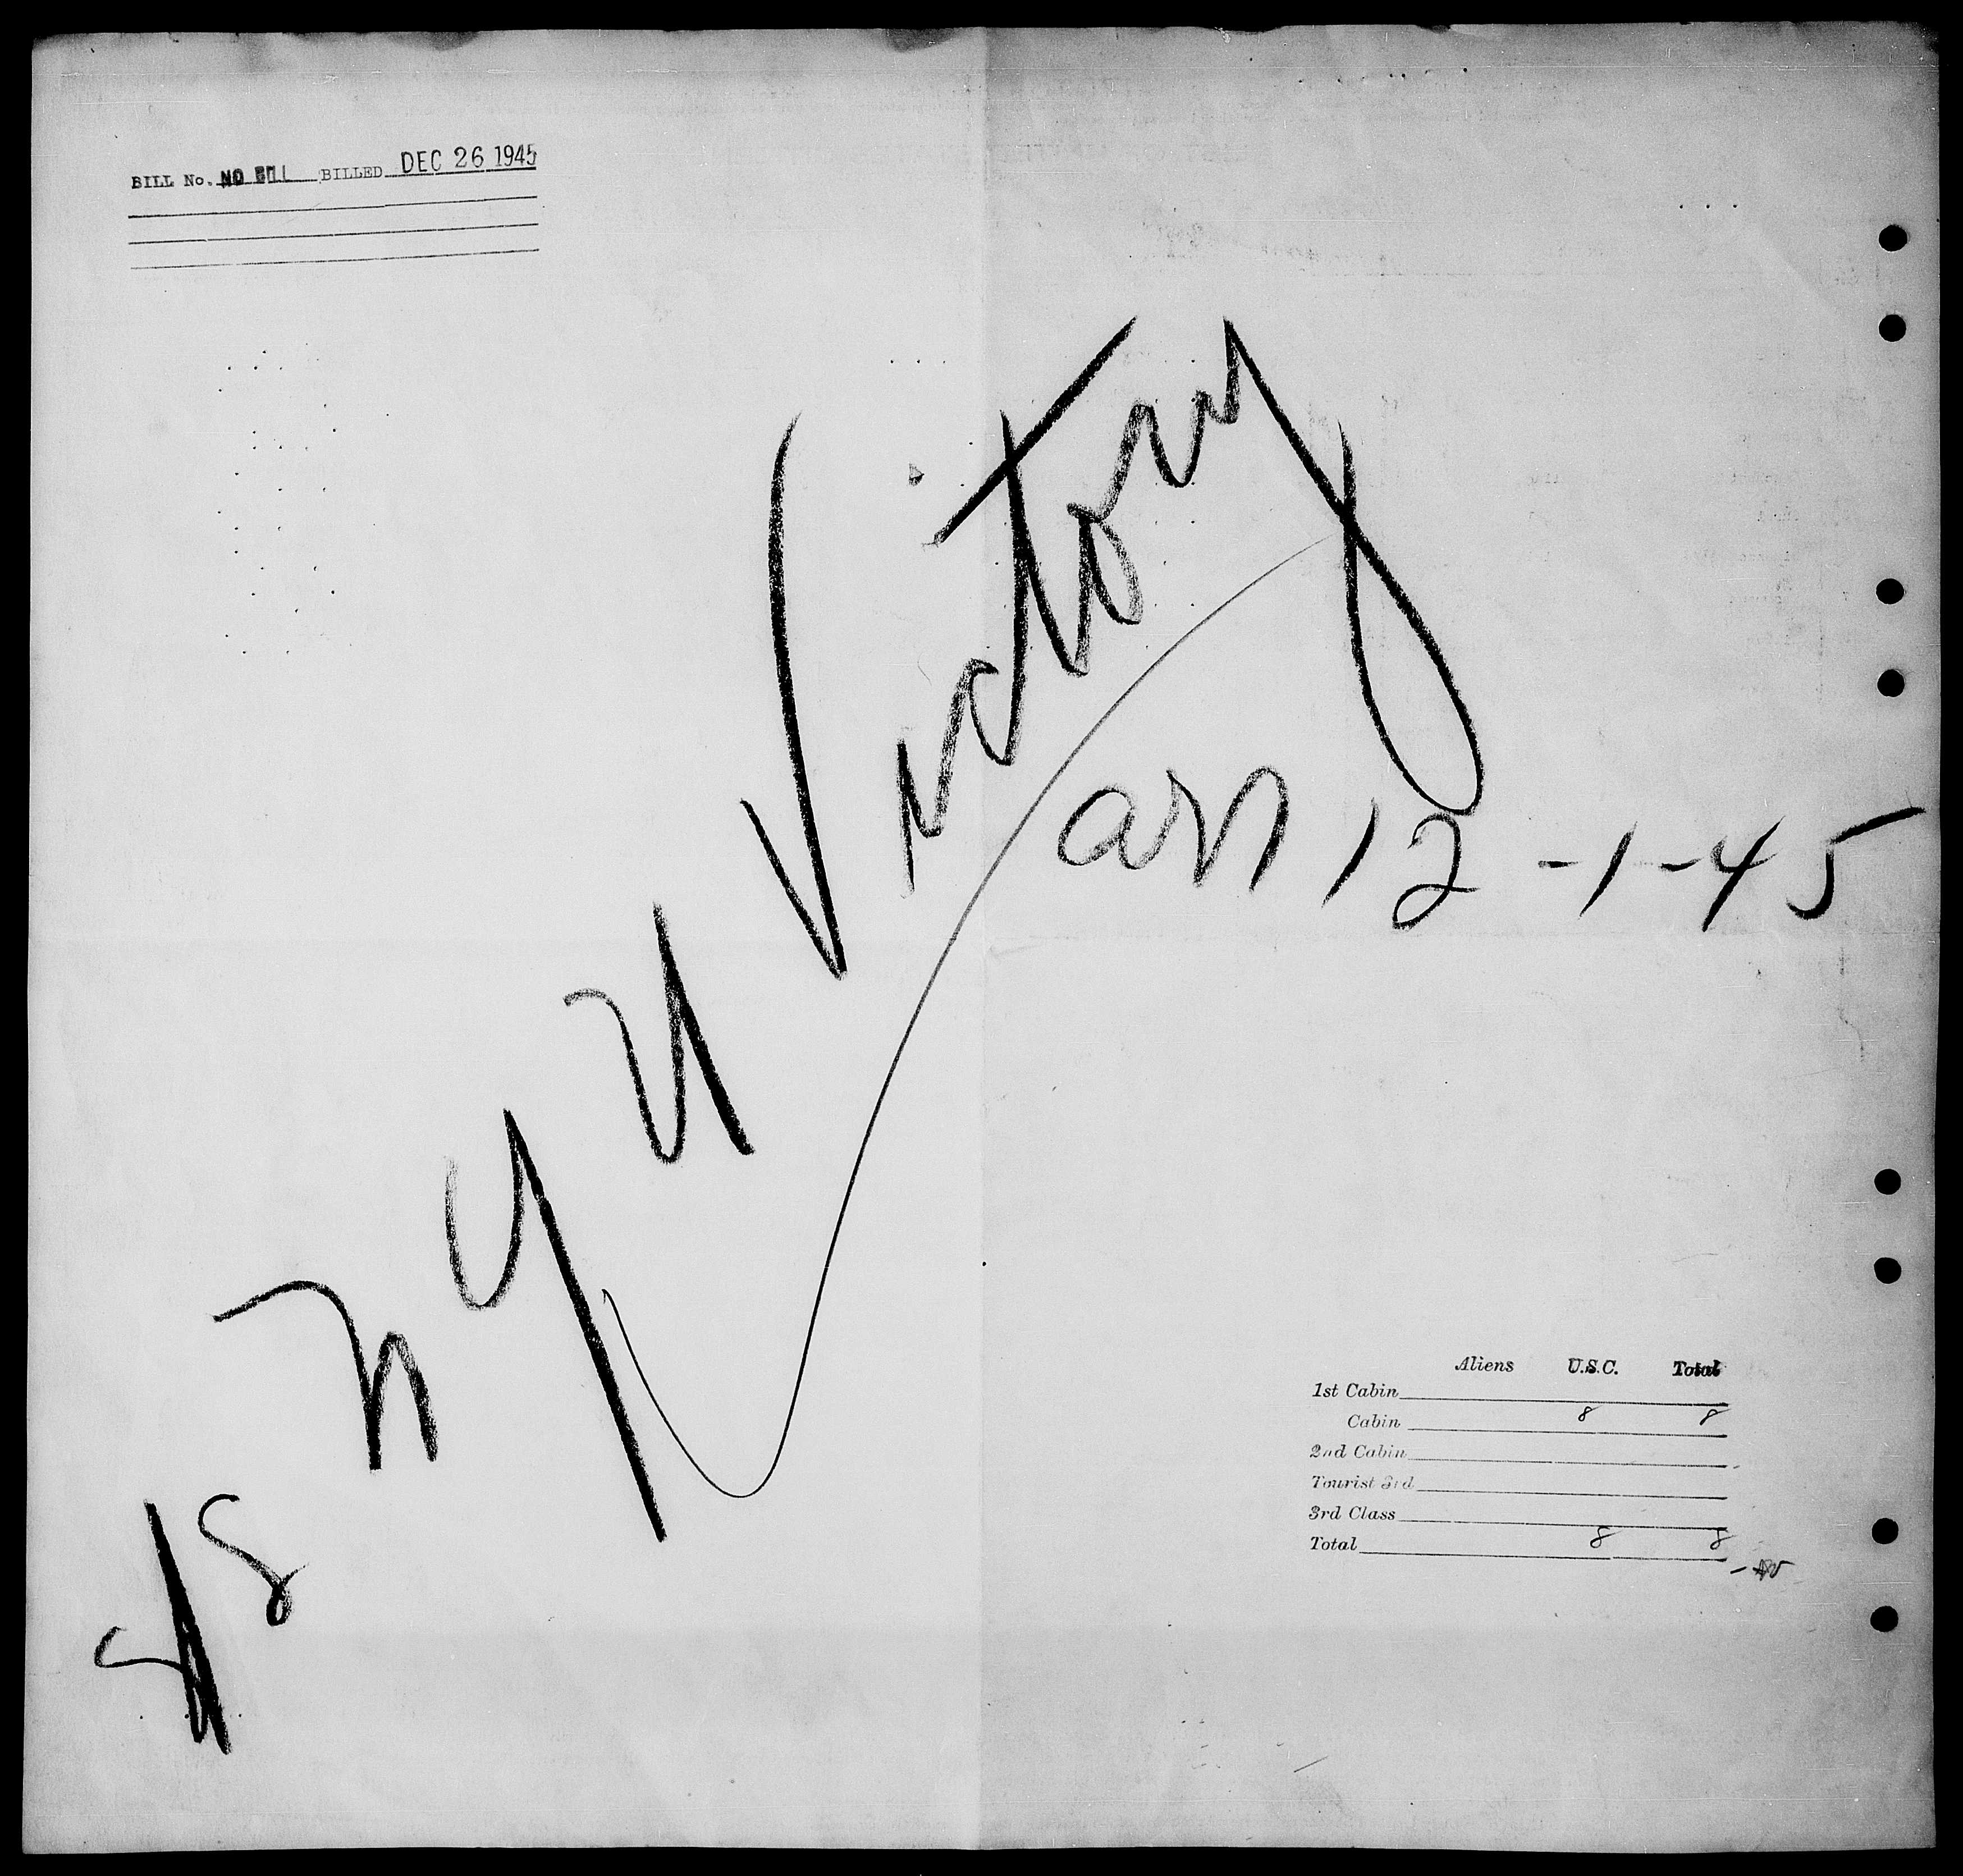 BILL No. NO BILL BILLED DEC 26 1945
SS N Y U Victory
arr 12-1-45
Aliens U.S.C. Total
1st Cabin
Cabin 8 8
2nd Cabin
Tourist 3rd
3rd Class
Total 8 8